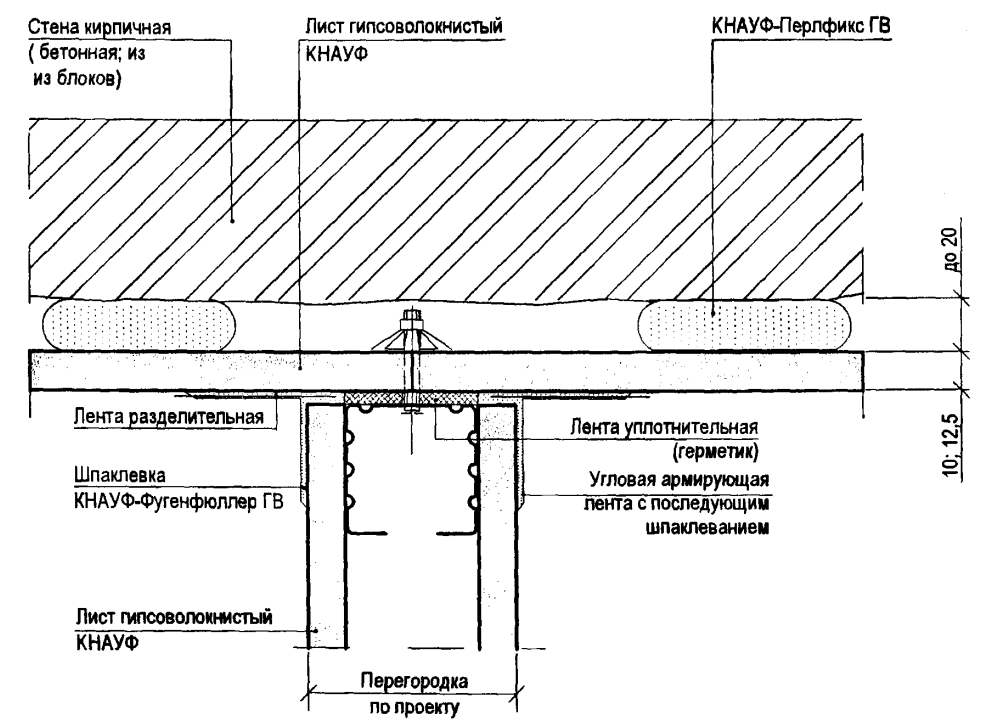 Стена кирпичная
( бетонная; из
из блоков)
Лист гипсоволокнистый
КНАУФ
КНАУФ-Перлфикс ГВ
до 20
10; 12,5
Лента разделительная
Шпаклевка
КНАУФ-Фугенфюллер ГВ
Лента уплотнительная
(герметик)
Угловая армирующая
лента с последующим
шпаклеванием
Лист гипсоволокнистый
КНАУФ
Перегородка
по проекту